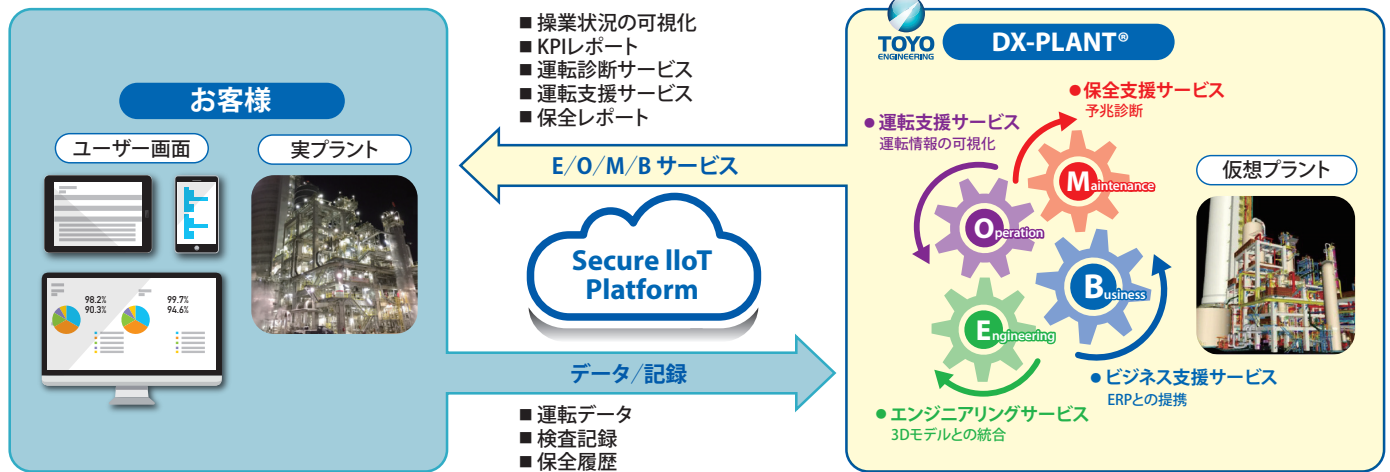 お客様
ユーザー画面
実プラント
98.2%
90.3%
99.7%
94.6%
■ 操業状況の可視化
■ KPIレポート
■ 運転診断サービス
■ 運転支援サービス
■ 保全レポート
E/O/M/B サービス
Secure IIoT
Platform
データ/記録
■ 運転データ
■ 検査記録
■ 保全履歴
TOYO
ENGINEERING
DX-PLANT®
● 保全支援サービス
予兆診断
● 運転支援サービス
運転情報の可視化
Maintenance
Operation
Business
Engineering
仮想プラント
● ビジネス支援サービス
ERPとの提携
● エンジニアリングサービス
3Dモデルとの統合